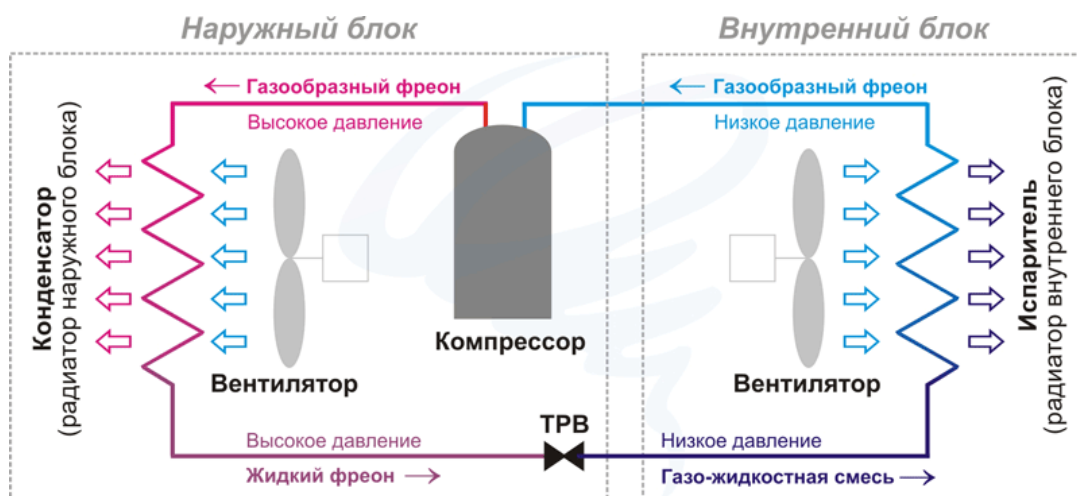 Наружный блок
Внутренний блок
Газообразный фреон
Газообразный фреон
Высокое давление
Низкое давление
Конденсатор
(радиатор наружного блока)
Испаритель
(радиатор внутреннего блока)
Компрессор
Вентилятор
Вентилятор
ТРВ
Высокое давление
Низкое давление
Жидкий фреон
Газо-жидкостная смесь